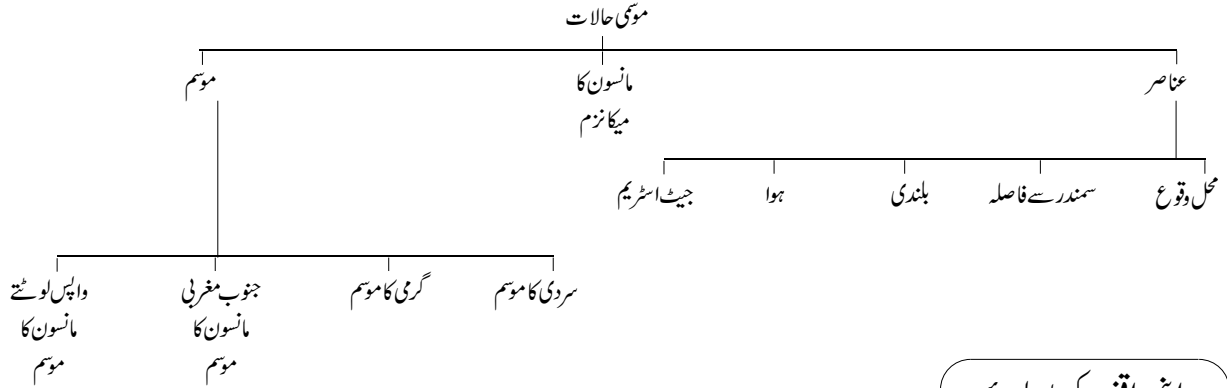 موسمی حالات
عناصر
مانسون کا
میکانزم
موسم
محل وقوع
سمندر سے فاصلہ
بلندی
ہوا
جیٹ اسٹریم
سردی کا موسم
گرمی کا موسم
جنوب مغربی
مانسون کا
موسم
واپس لوٹتے
مانسون کا
موسم